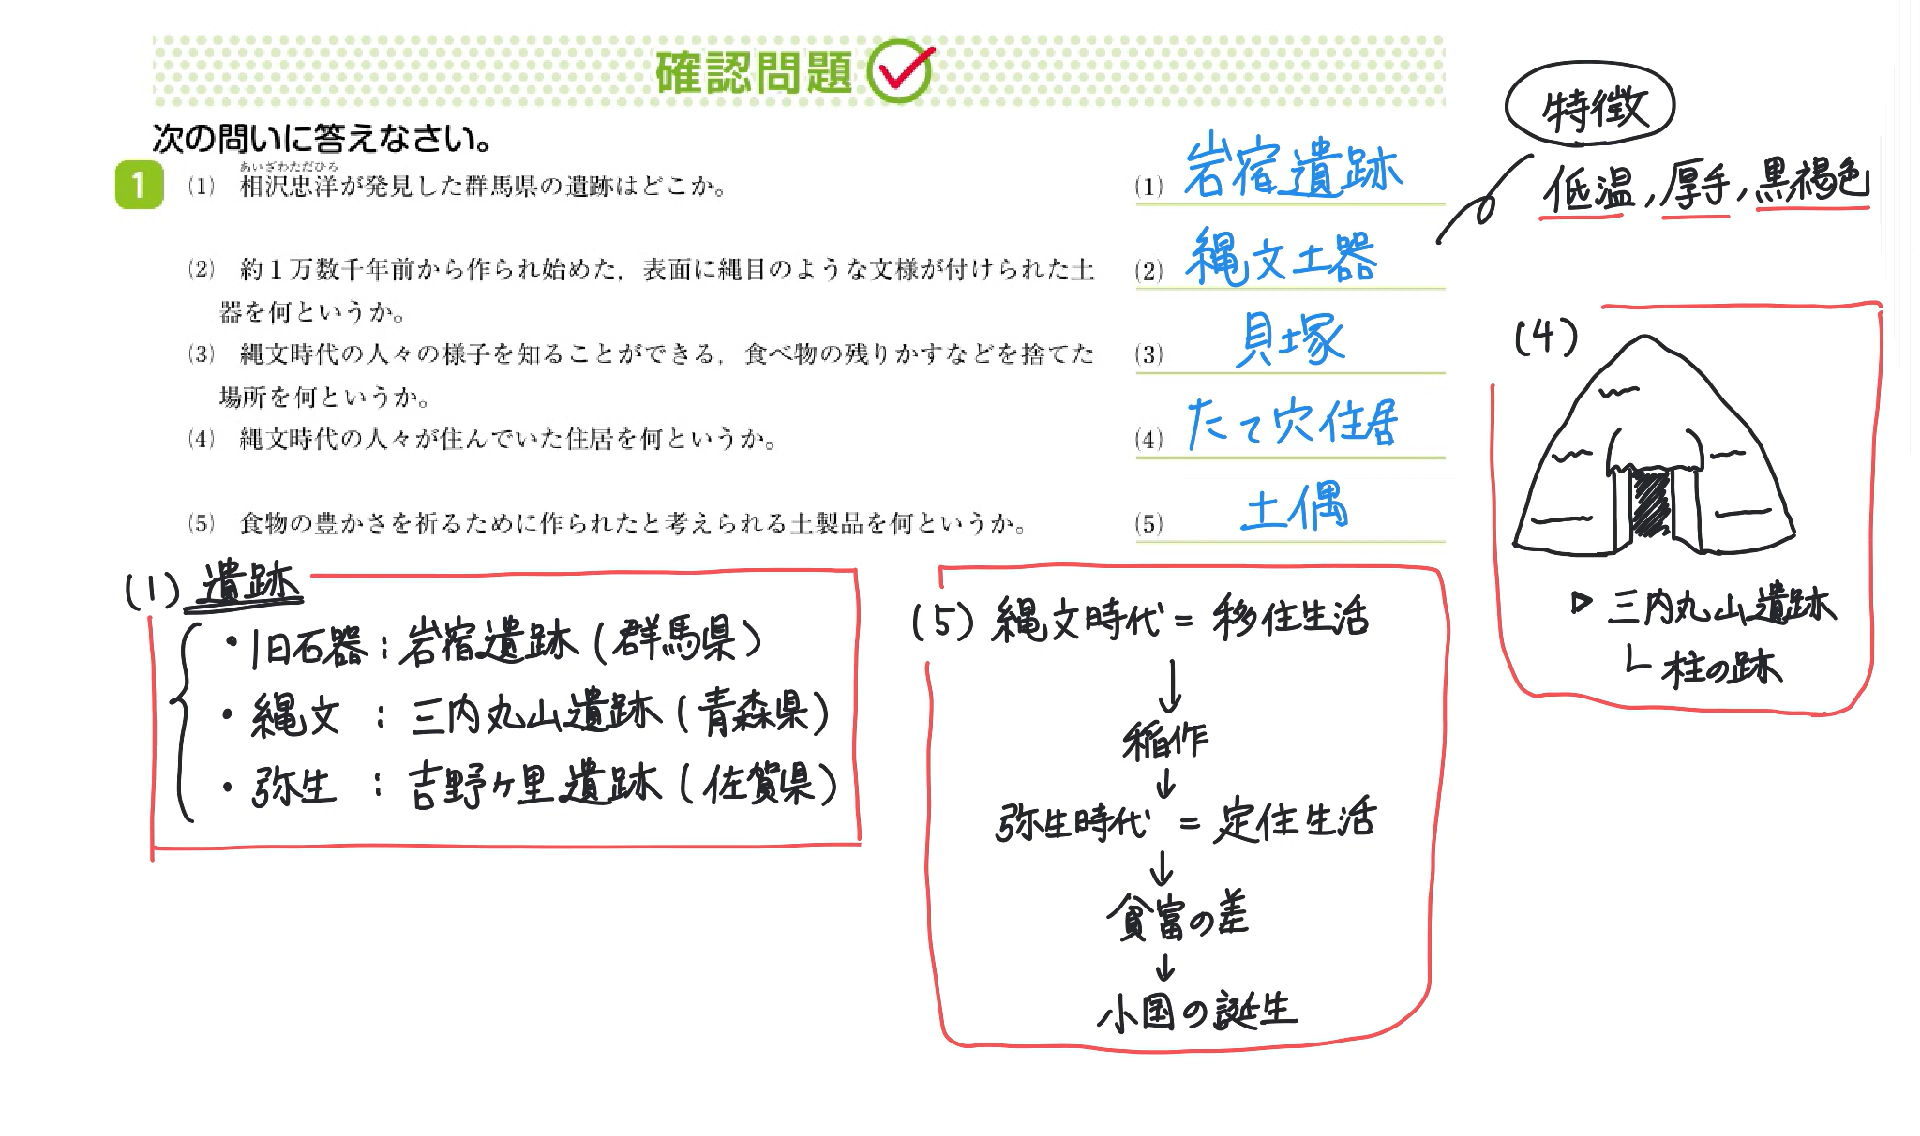 確認問題
次の問いに答えなさい。
あいざわただひろ
1 (1) 相沢忠洋が発見した群馬県の遺跡はどこか。
(1) 岩宿遺跡
(2) 約1万数千年前から作られ始めた，表面に縄目のような文様が付けられた土
器を何というか。
(2) 縄文土器
(3) 縄文時代の人々の様子を知ることができる，食べ物の残りかすなどを捨てた
場所を何というか。
(3) 貝塚
(4) 縄文時代の人々が住んでいた住居を何というか。
(4) たて穴住居
(5) 食物の豊かさを祈るために作られたと考えられる土製品を何というか。
(5) 土偶
特徴
低温，厚手，黒褐色
(4)
▷ 三内丸山遺跡
└ 柱の跡
(1) 遺跡
・旧石器：岩宿遺跡（群馬県）
・縄文 ：三内丸山遺跡（青森県）
・弥生 ：吉野ヶ里遺跡（佐賀県）
(5) 縄文時代 = 移住生活
↓
稲作
↓
弥生時代 = 定住生活
↓
貧富の差
↓
小国の誕生